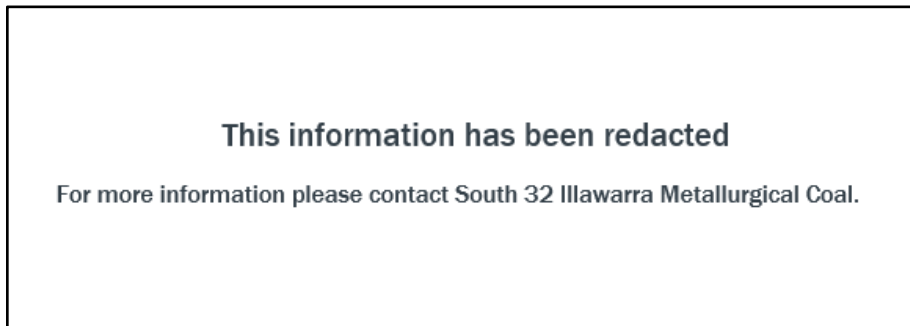 This information has been redacted
For more information please contact South 32 Illawarra Metallurgical Coal.